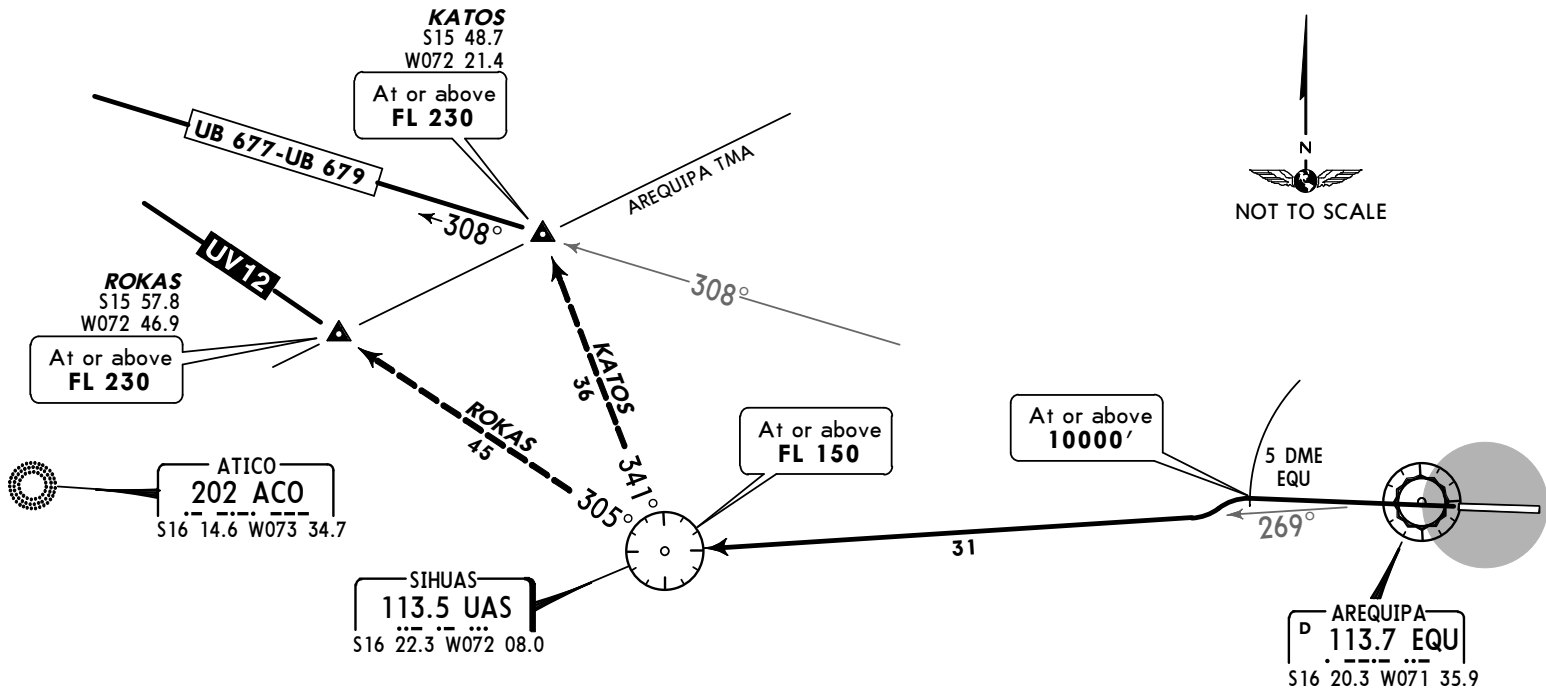 KATOS
S15 48.7
W072 21.4
At or above
FL 230
UB 677-UB 679
308°
AREQUIPA TMA
N
NOT TO SCALE
UV12
ROKAS
S15 57.8
W072 46.9
At or above
FL 230
308°
KATOS
36
341°
ROKAS
45
305°
At or above
FL 150
At or above
10000'
5 DME
EQU
269°
31
ATICO
202 ACO
S16 14.6 W073 34.7
SIHUAS
113.5 UAS
S16 22.3 W072 08.0
AREQUIPA
D 113.7 EQU
S16 20.3 W071 35.9